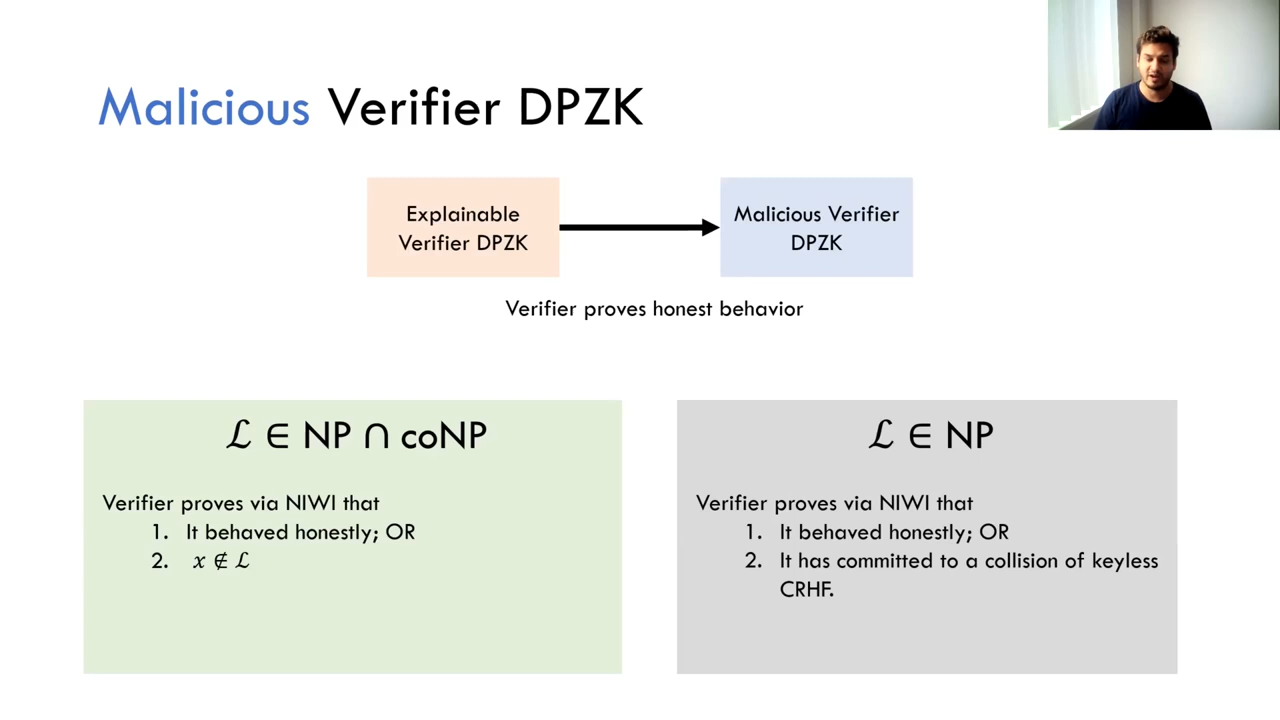 Malicious Verifier DPZK
Explainable
Verifier DPZK
Malicious Verifier
DPZK
Verifier proves honest behavior
ℒ ∈ NP ∩ coNP
Verifier proves via NIWI that
1. It behaved honestly; OR
2. 𝑥 ∉ ℒ
ℒ ∈ NP
Verifier proves via NIWI that
1. It behaved honestly; OR
2. It has committed to a collision of keyless
CRHF.